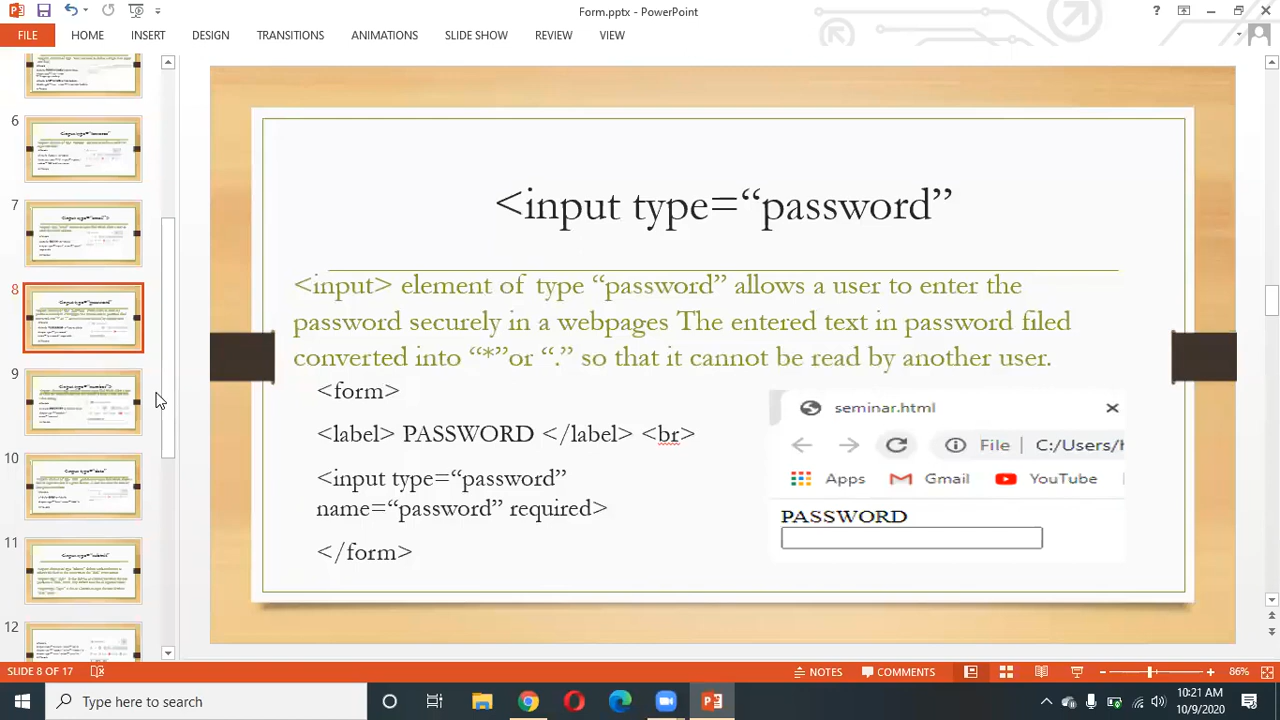 Form.pptx - PowerPoint
?
FILE HOME INSERT DESIGN TRANSITIONS ANIMATIONS SLIDE SHOW REVIEW VIEW
6
7
8
9
10
11
12
<input type=“password”
<input> element of type “password” allows a user to enter the
password securgly in a webpages The entered text in password filed
converted into “*”or “.” so that it cannot be read by another user.
<form>
<label> PASSWORD </label> <br>
<input type=“password”
name=“password” required>
</form>
seminar.html
File C:/Users/h
Apps Gmail YouTube
PASSWORD
SLIDE 8 OF 17
NOTES COMMENTS 86%
Type here to search
10:21 AM
10/9/2020